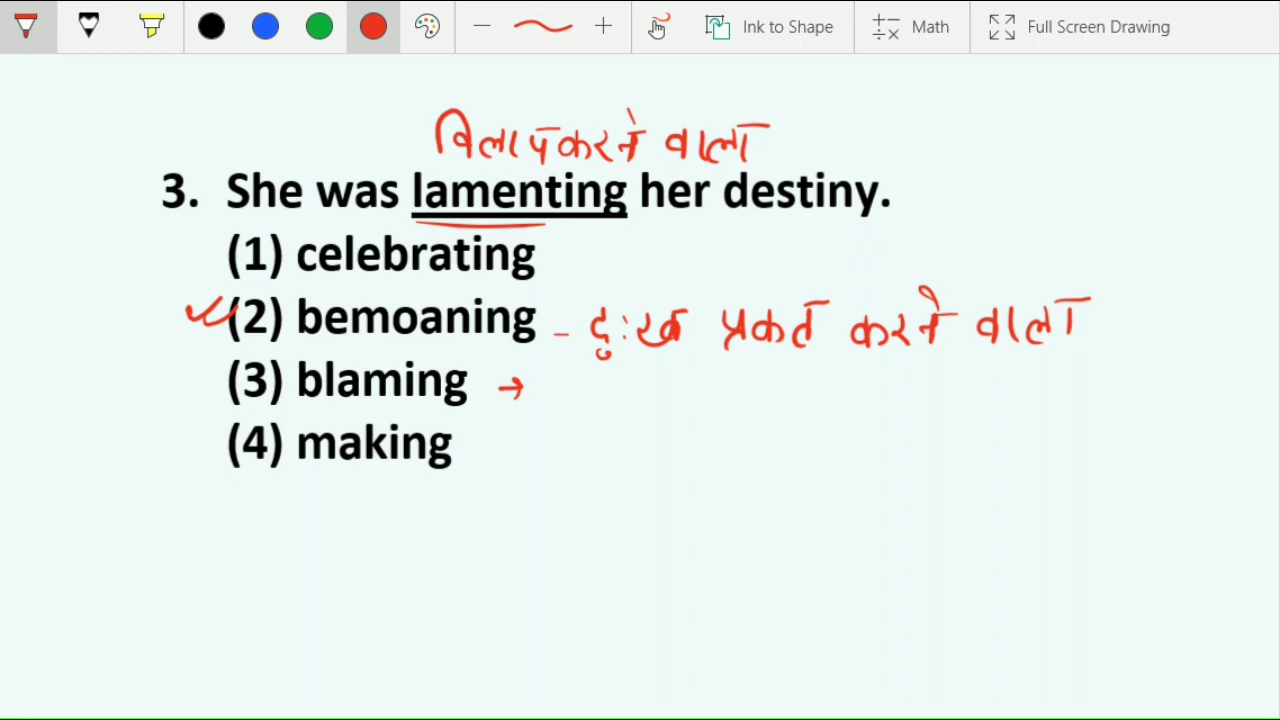 Ink to Shape Math Full Screen Drawing
विलाप करने वाला
3. She was lamenting her destiny.
(1) celebrating
(2) bemoaning - दुःख प्रकट करने वाला
(3) blaming →
(4) making